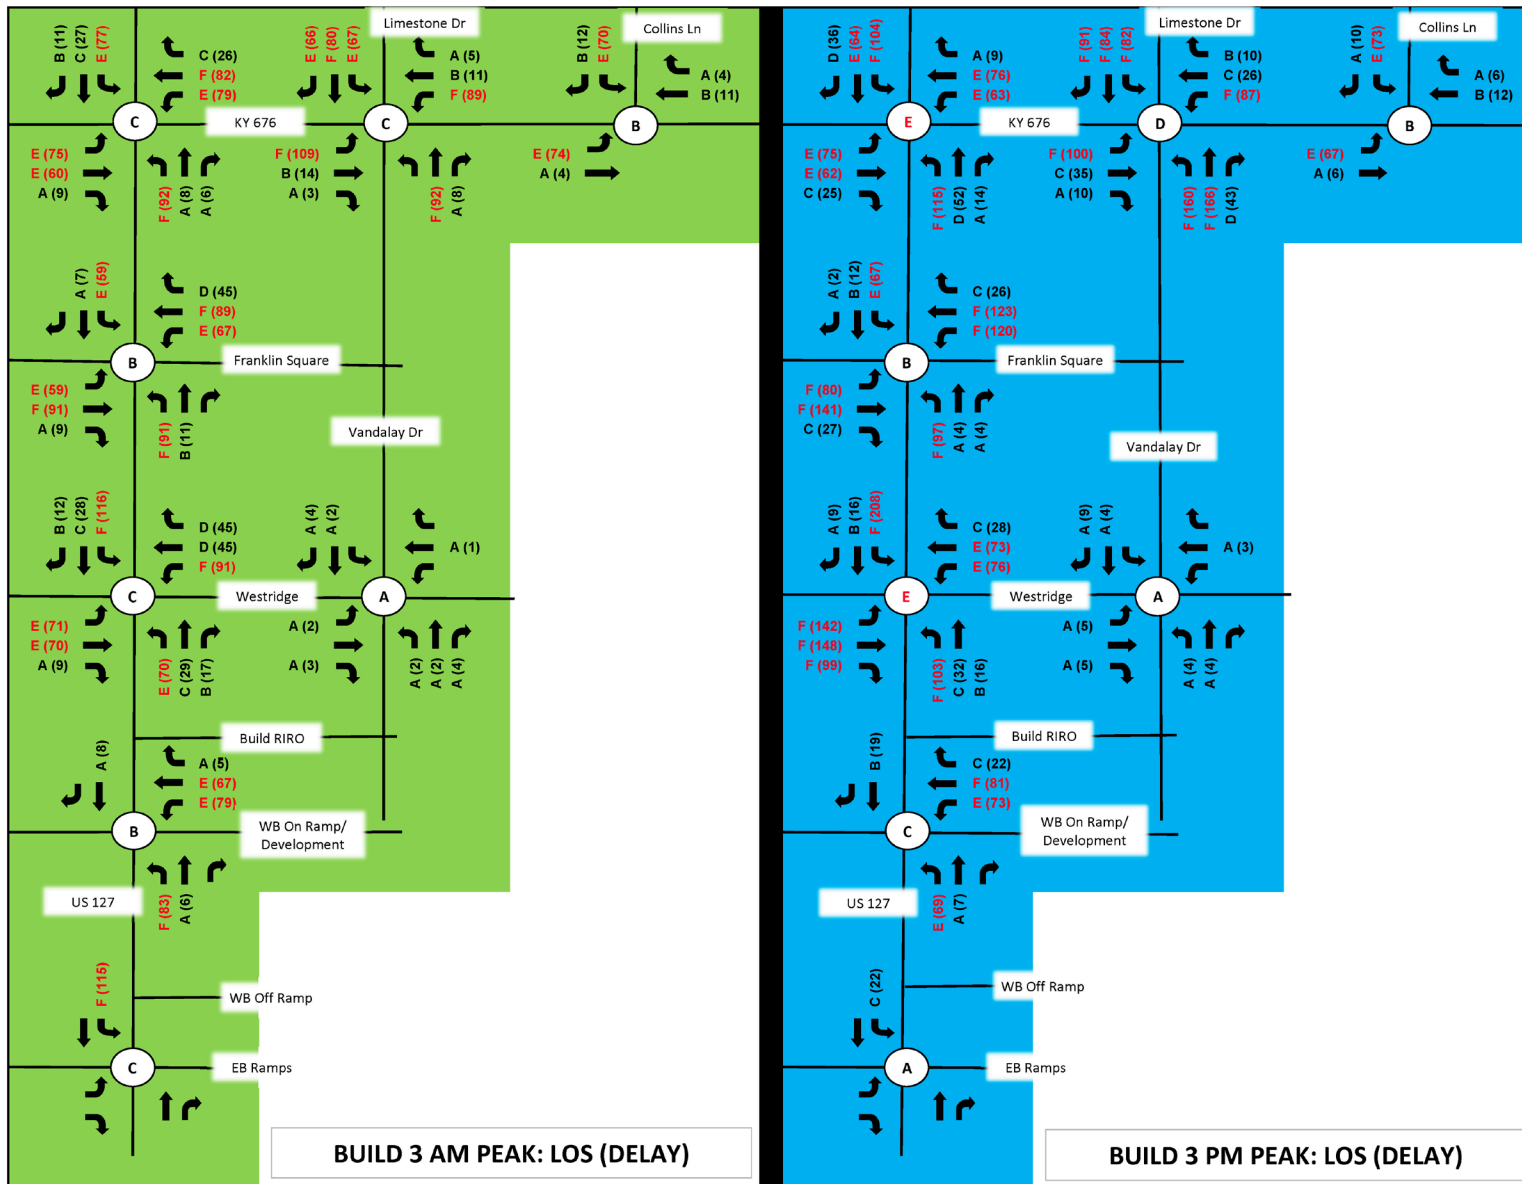 B (11)
C (27)
E (77)
C (26)
F (82)
E (79)
C
KY 676
E (75)
E (60)
A (9)
F (92)
A (8)
A (6)
E (66)
F (80)
E (67)
Limestone Dr
A (5)
B (11)
F (89)
C
F (109)
B (14)
A (3)
F (92)
A (8)
B (12)
E (70)
Collins Ln
A (4)
B (11)
B
E (74)
A (4)
A (7)
E (59)
D (45)
F (89)
E (67)
B
Franklin Square
E (59)
F (91)
A (9)
F (91)
B (11)
Vandalay Dr
B (12)
C (28)
F (116)
D (45)
D (45)
F (91)
C
Westridge
E (71)
E (70)
A (9)
E (70)
C (29)
B (17)
A (4)
A (2)
A (1)
A
A (2)
A (3)
A (2)
A (2)
A (4)
Build RIRO
A (8)
A (5)
E (67)
E (79)
B
WB On Ramp/
Development
US 127
F (83)
A (6)
F (115)
WB Off Ramp
C
EB Ramps
BUILD 3 AM PEAK: LOS (DELAY)
D (36)
E (64)
F (104)
A (9)
E (76)
E (63)
E
KY 676
E (75)
E (62)
C (25)
F (115)
D (52)
A (14)
F (91)
F (84)
F (82)
Limestone Dr
B (10)
C (26)
F (87)
D
F (100)
C (35)
A (10)
F (160)
F (166)
D (43)
A (10)
E (73)
Collins Ln
A (6)
B (12)
B
E (67)
A (6)
A (2)
B (12)
E (67)
C (26)
F (123)
F (120)
B
Franklin Square
F (80)
F (141)
C (27)
F (97)
A (4)
A (4)
Vandalay Dr
A (9)
B (16)
F (208)
C (28)
E (73)
E (76)
E
Westridge
F (142)
F (148)
F (99)
F (103)
C (32)
B (16)
A (9)
A (4)
A (3)
A
A (5)
A (5)
A (4)
A (4)
Build RIRO
B (19)
C (22)
F (81)
E (73)
C
WB On Ramp/
Development
US 127
E (69)
A (7)
C (22)
WB Off Ramp
A
EB Ramps
BUILD 3 PM PEAK: LOS (DELAY)